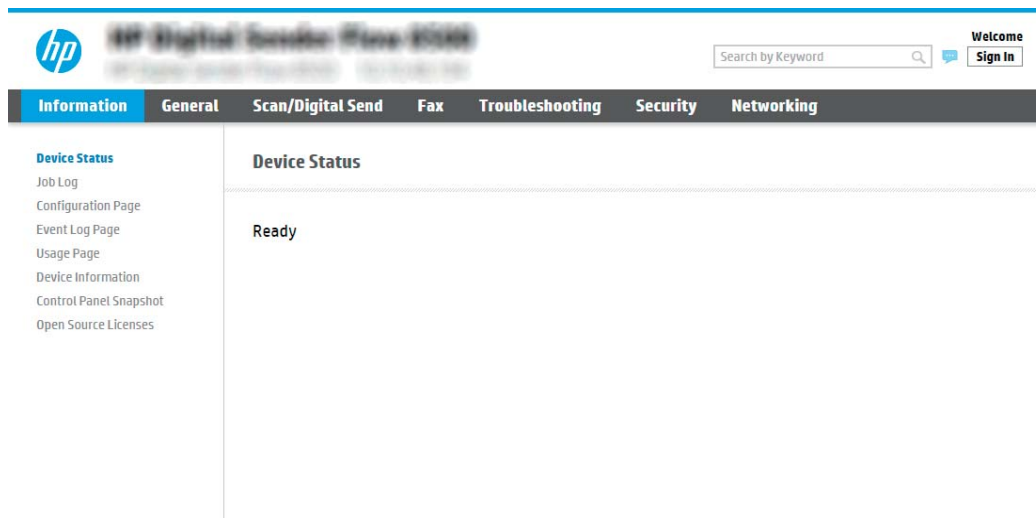 hp
Welcome
Search by Keyword
Sign In
Information General Scan/Digital Send Fax Troubleshooting Security Networking
Device Status
Job Log
Configuration Page
Event Log Page
Usage Page
Device Information
Control Panel Snapshot
Open Source Licenses
Device Status
Ready